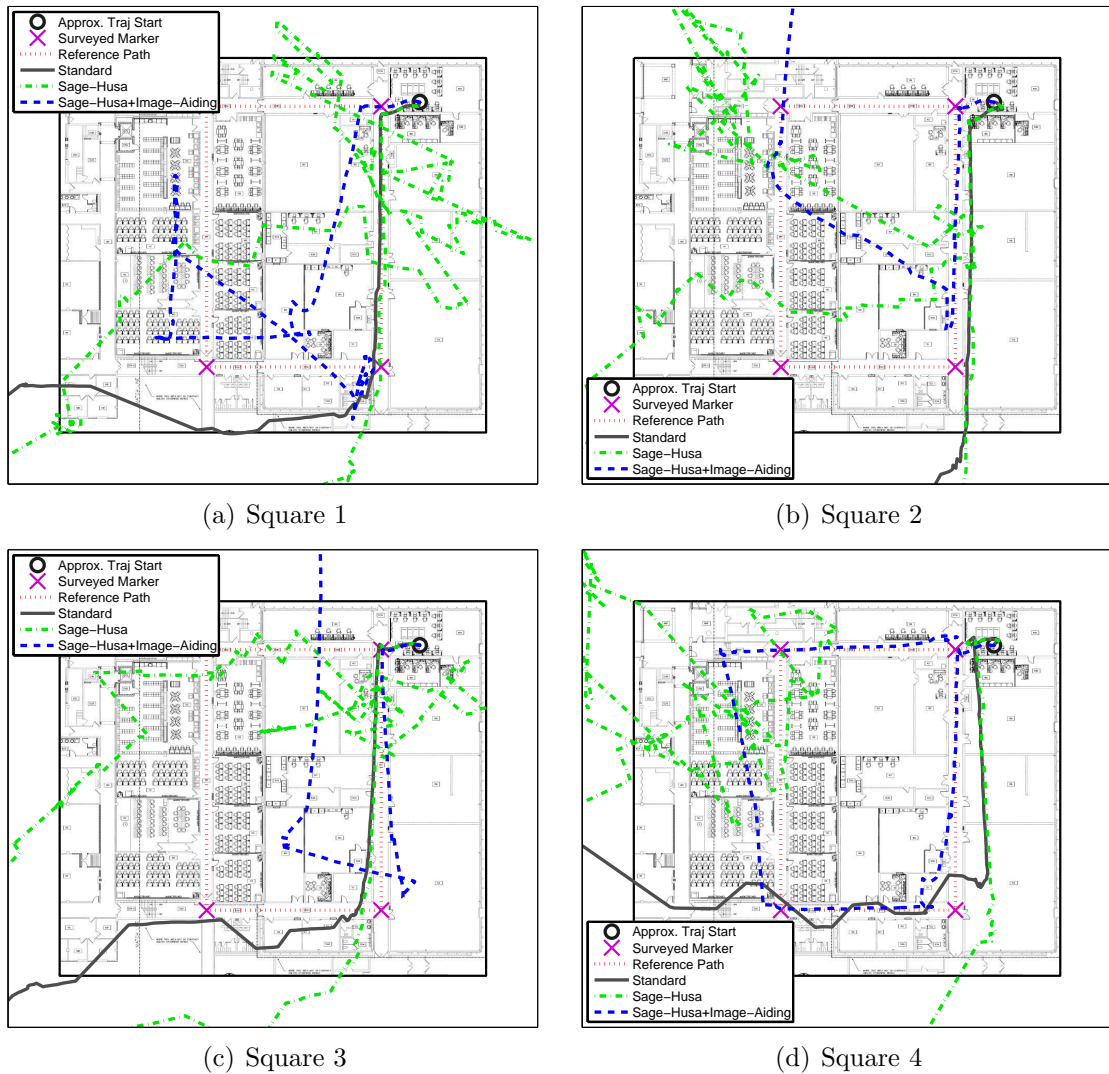 Approx. Traj Start
Surveyed Marker
Reference Path
Standard
Sage-Husa
Sage-Husa+Image-Aiding
(a) Square 1
Approx. Traj Start
Surveyed Marker
Reference Path
Standard
Sage-Husa
Sage-Husa+Image-Aiding
(b) Square 2
Approx. Traj Start
Surveyed Marker
Reference Path
Standard
Sage-Husa
Sage-Husa+Image-Aiding
(c) Square 3
Approx. Traj Start
Surveyed Marker
Reference Path
Standard
Sage-Husa
Sage-Husa+Image-Aiding
(d) Square 4